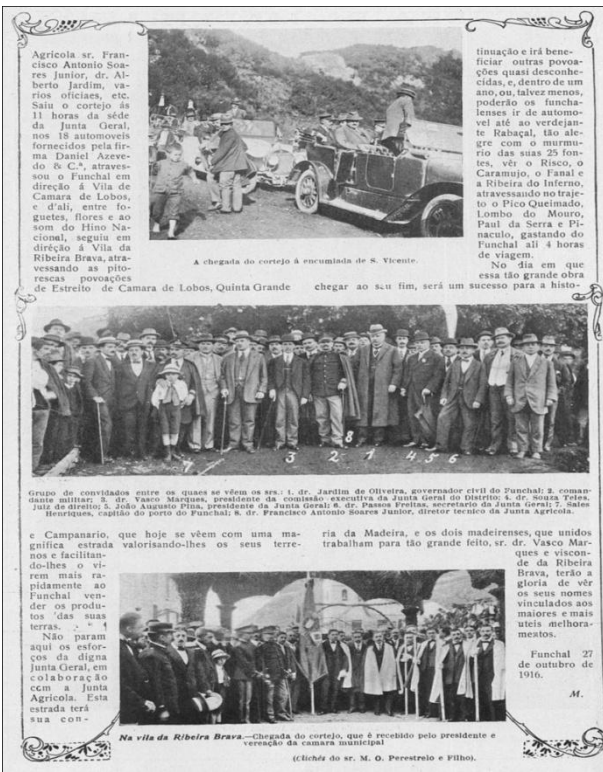 Agricola sr. Fran-
cisco Antonio Soa-
res Junior, dr. Al-
berto Jardim, va-
rios oficiaes, etc.
Saiu o cortejo ás
11 horas da séde
da Junta Geral,
nos 18 automoveis
fornecidos pela fir-
ma Daniel Azeve-
do & C.ª, atraves-
sou o Funchal em
direção á Vila de
Camara de Lobos,
e d'alí, entre fo-
guetes, flores e ao
som do Hino Na-
cional, seguiu em
diréção á Vila da
Ribeira Brava, atra-
vessando as pito-
rescas povoações
de Estreito de Camara de Lobos, Quinta Grande
A chegada do cortejo á encumiada de S. Vicente.
tinuação e irá bene-
ficiar outras povoa-
ções quasi desconhe-
cidas, e, dentro de um
ano, ou, talvez menos,
poderão os funcha-
lenses ir de automo-
vel até ao verdejan-
te Rabaçal, tão ale-
gre com o murmu-
rio das suas 25 fon-
tes, vêr o Risco, o
Caramujo, o Fanal e
a Ribeira do Inferno,
atravessando no traje-
to o Pico Queimado,
Lombo do Mouro,
Paul da Serra e Pi-
naculo, gastando do
Funchal ali 4 horas
de viagem.
No dia em que
essa tão grande obra
chegar ao seu fim, será um sucesso para a histo-
7 3 2 8 1 4 5 6
Grupo de convidados entre os quaes se vêem os srs.: 1. dr. Jardim de Oliveira, governador civil do Funchal; 2. coman-
dante militar; 3. dr. Vasco Marques, presidente da comissão executiva da Junta Geral do Distrito; 4. dr. Souza Teles,
juiz de direito; 5. João Augusto Pina, presidente da Junta Geral; 6. dr. Passos Freitas, secretario da Junta Geral; 7. Sales
Henriques, capitão do porto do Funchal; 8. dr. Francisco Antonio Soares Junior, diretor tecnico da Junta Agricola.
e Campanario, que hoje se vêem com uma ma-
gnifica estrada valorisando-lhes os seus terre-
nos e facilitan-
do-lhes o vi-
rem mais ra-
pidamente ao
Funchal ven-
der os produ-
tos das suas
terras.
Não param
aqui os esfor-
ços da digna
Junta Geral, em
colaboração
com a Junta
Agricola. Esta
estrada terá
sua con-
ria da Madeira, e os dois madeirenses, que unidos
trabalham para tão grande feito, sr. dr. Vasco Mar-
ques e viscon-
de da Ribeira
Brava, terão a
gloria de vêr
os seus nomes
vinculados aos
maiores e mais
uteis melhora-
mentos.
Funchal 27
de outubro de
1916.
M.
Na vila da Ribeira Brava.—Chegada do cortejo, que é recebido pelo presidente e
vereação da camara municipal
(Clichés do sr. M. O. Perestrelo e Filho).